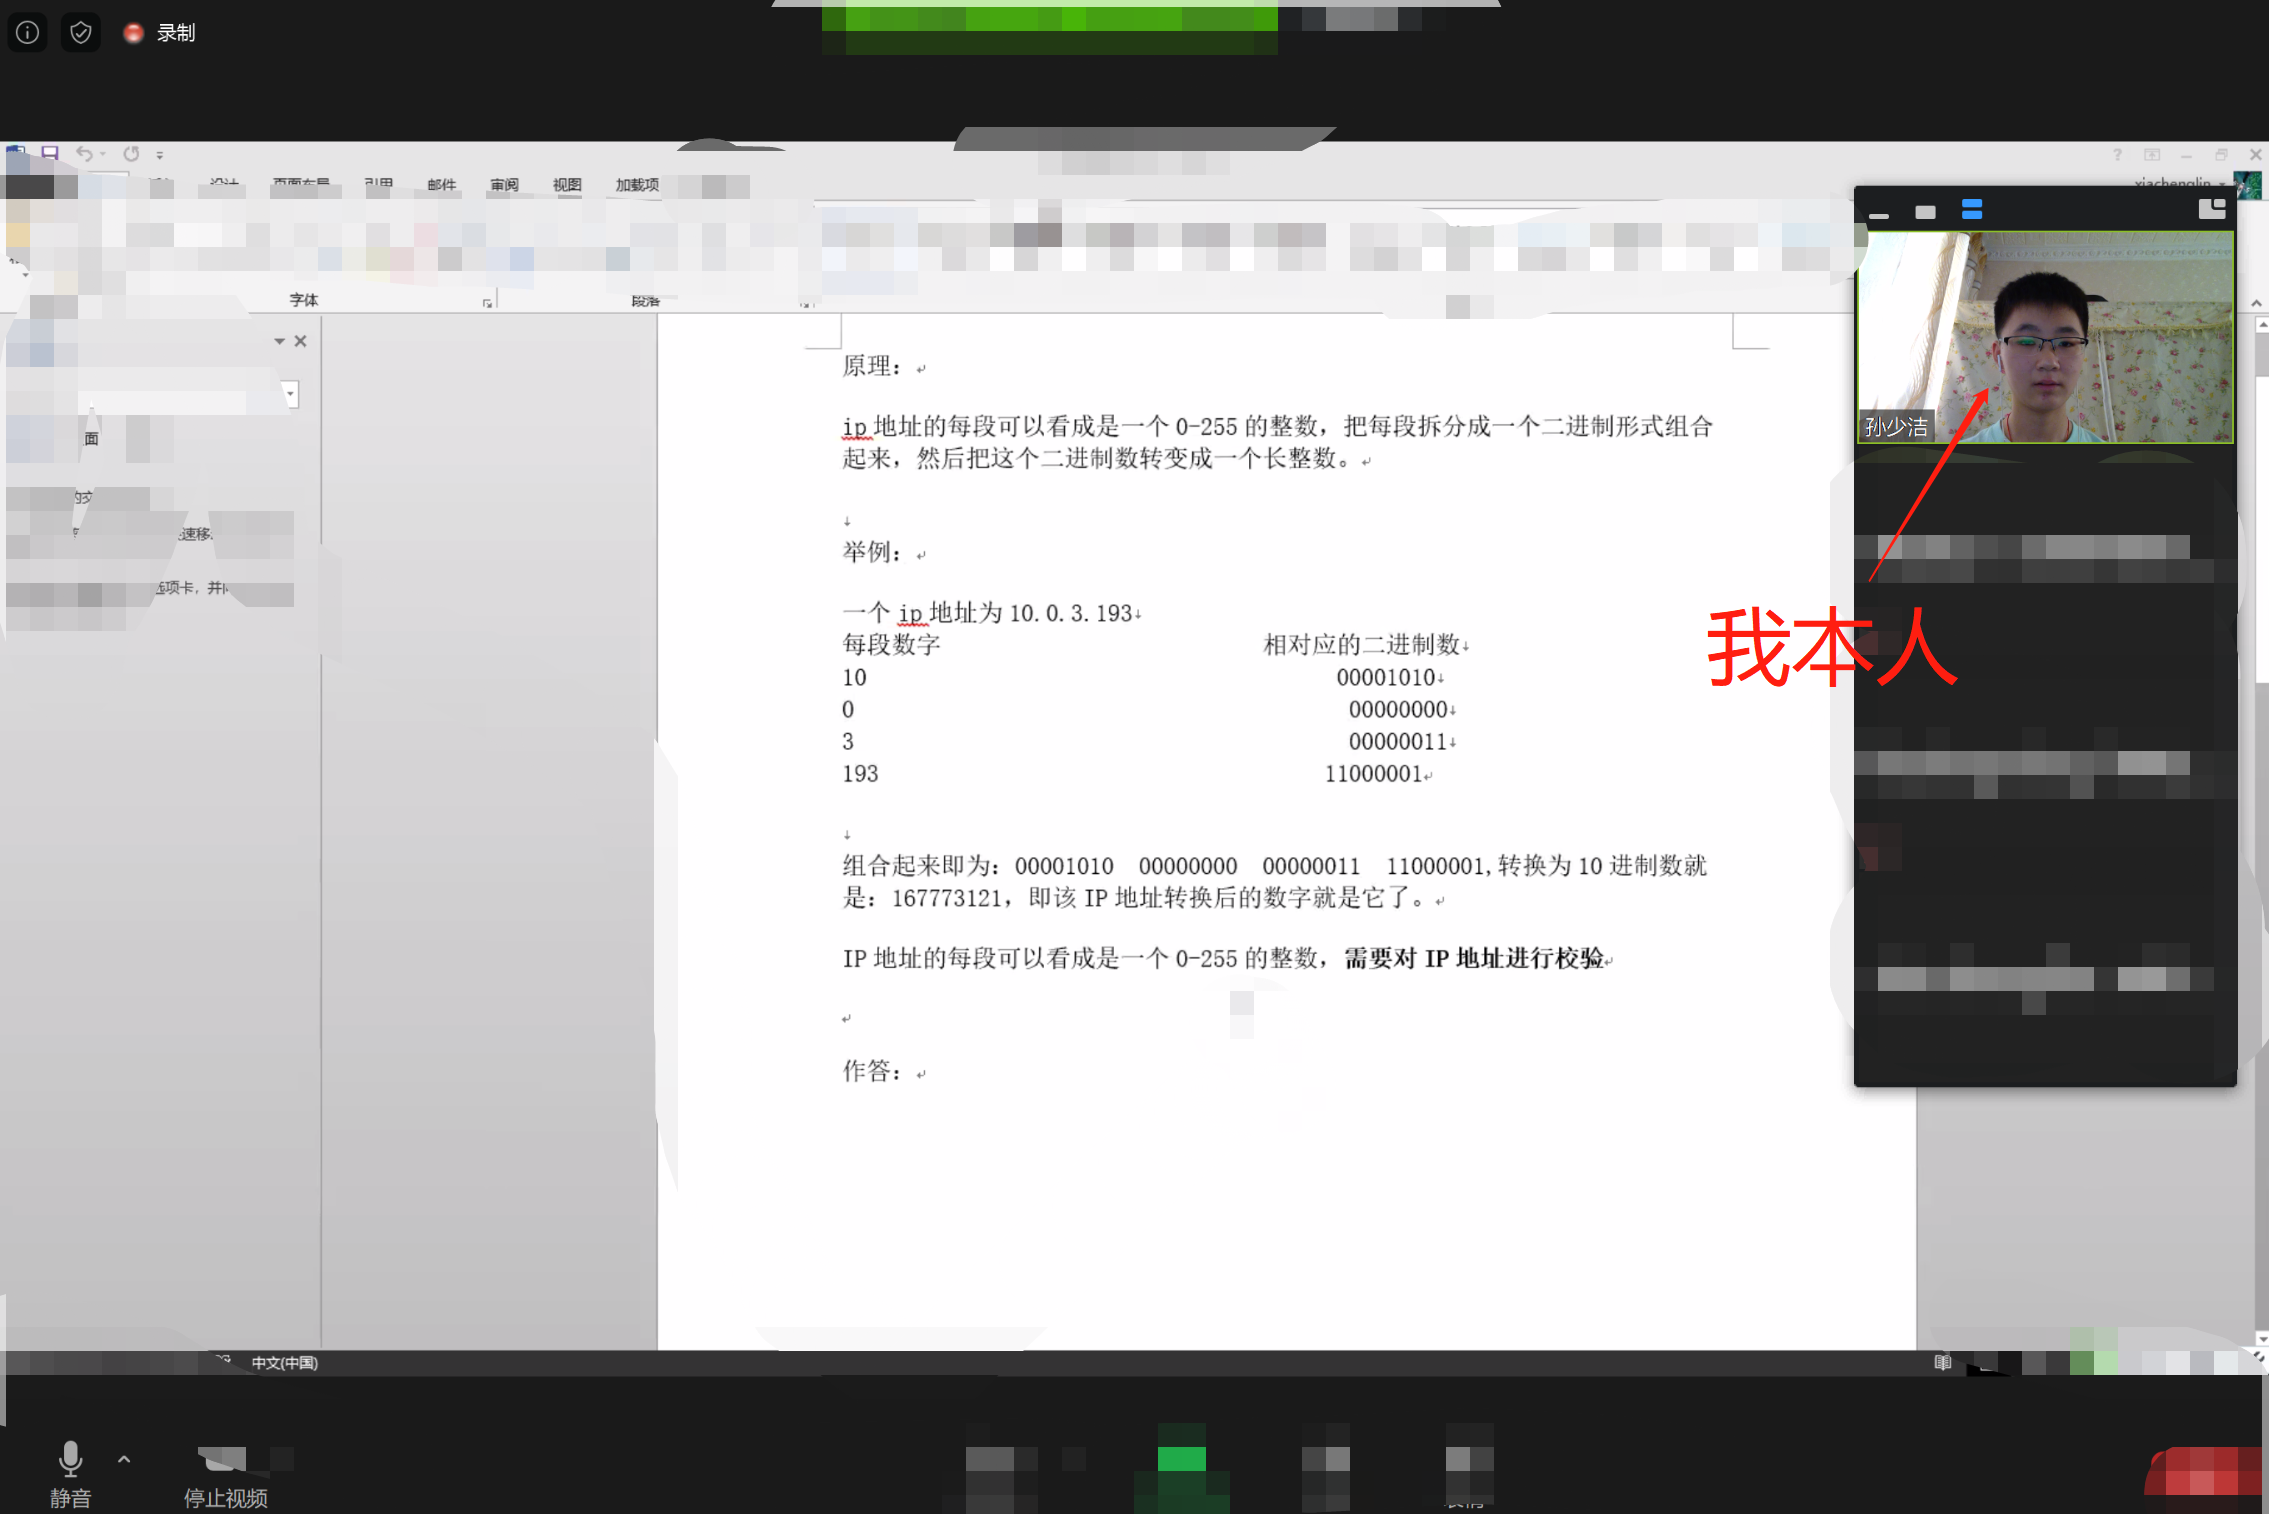 录制
设计 页面布局 引用 邮件 审阅 视图 加载项
xiachenglin
字体
段落
孙少洁
我本人
面
的交
速移
选项卡，并
原理：
ip 地址的每段可以看成是一个 0-255 的整数，把每段拆分成一个二进制形式组合
起来，然后把这个二进制数转变成一个长整数。
举例：
一个 ip 地址为 10.0.3.193
每段数字 相对应的二进制数
10 00001010
0 00000000
3 00000011
193 11000001
组合起来即为：00001010 00000000 00000011 11000001,转换为 10 进制数就
是：167773121，即该 IP 地址转换后的数字就是它了。
IP 地址的每段可以看成是一个 0-255 的整数，需要对 IP 地址进行校验
作答：
中文(中国)
静音
停止视频